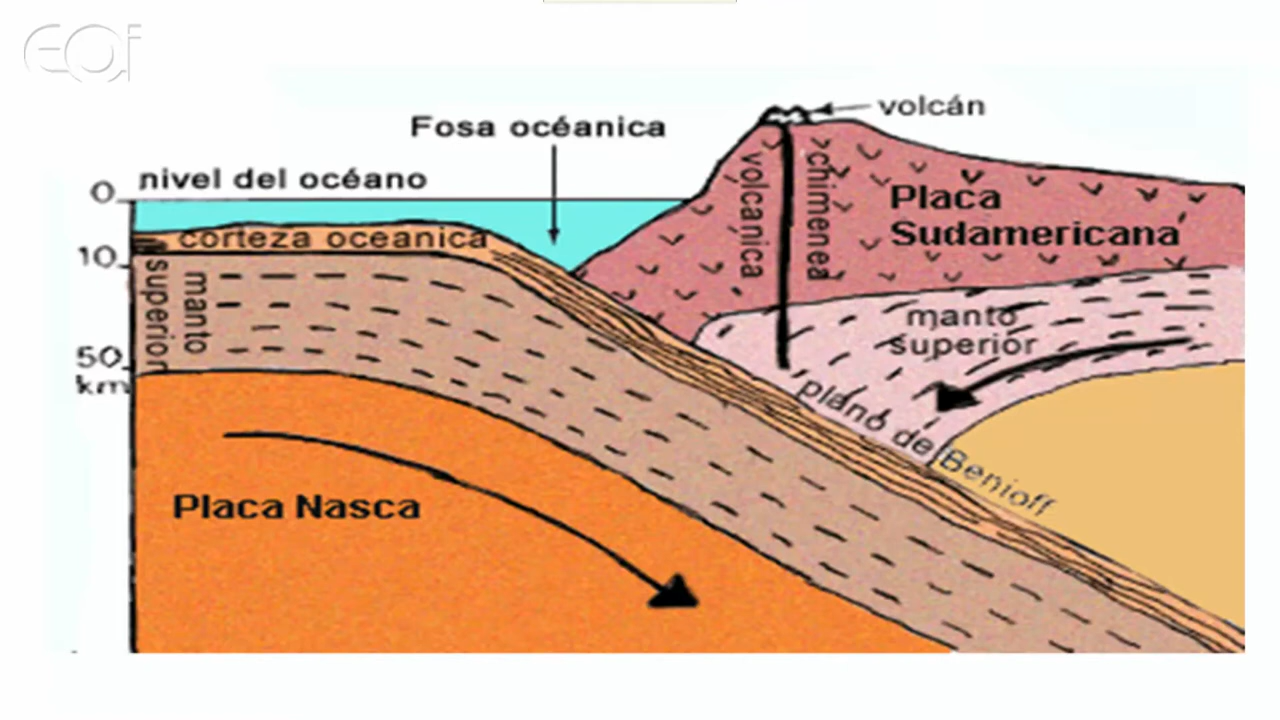 EOi
volcán
Fosa océanica
nivel del océano
0
corteza oceanica
10
superior
manto
50
km
volcanica
chimenea
Placa
Sudamericana
manto
superior
plano de Benioff
Placa Nasca